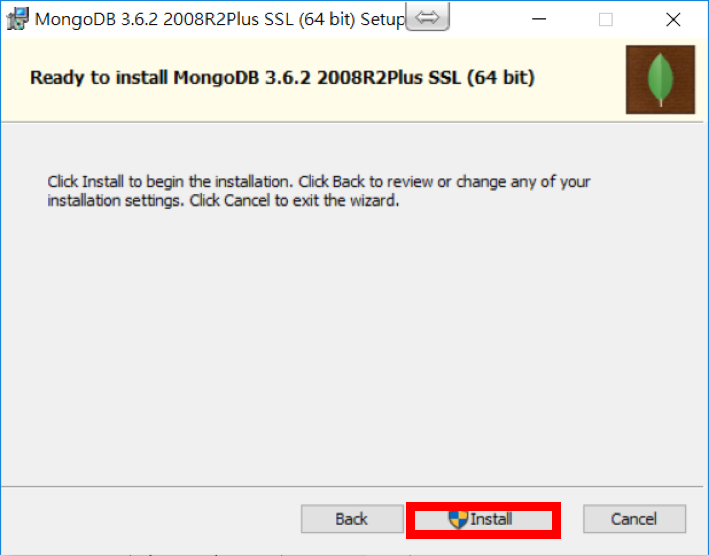 MongoDB 3.6.2 2008R2Plus SSL (64 bit) Setup
Ready to install MongoDB 3.6.2 2008R2Plus SSL (64 bit)
Click Install to begin the installation. Click Back to review or change any of your
installation settings. Click Cancel to exit the wizard.
Back
Install
Cancel